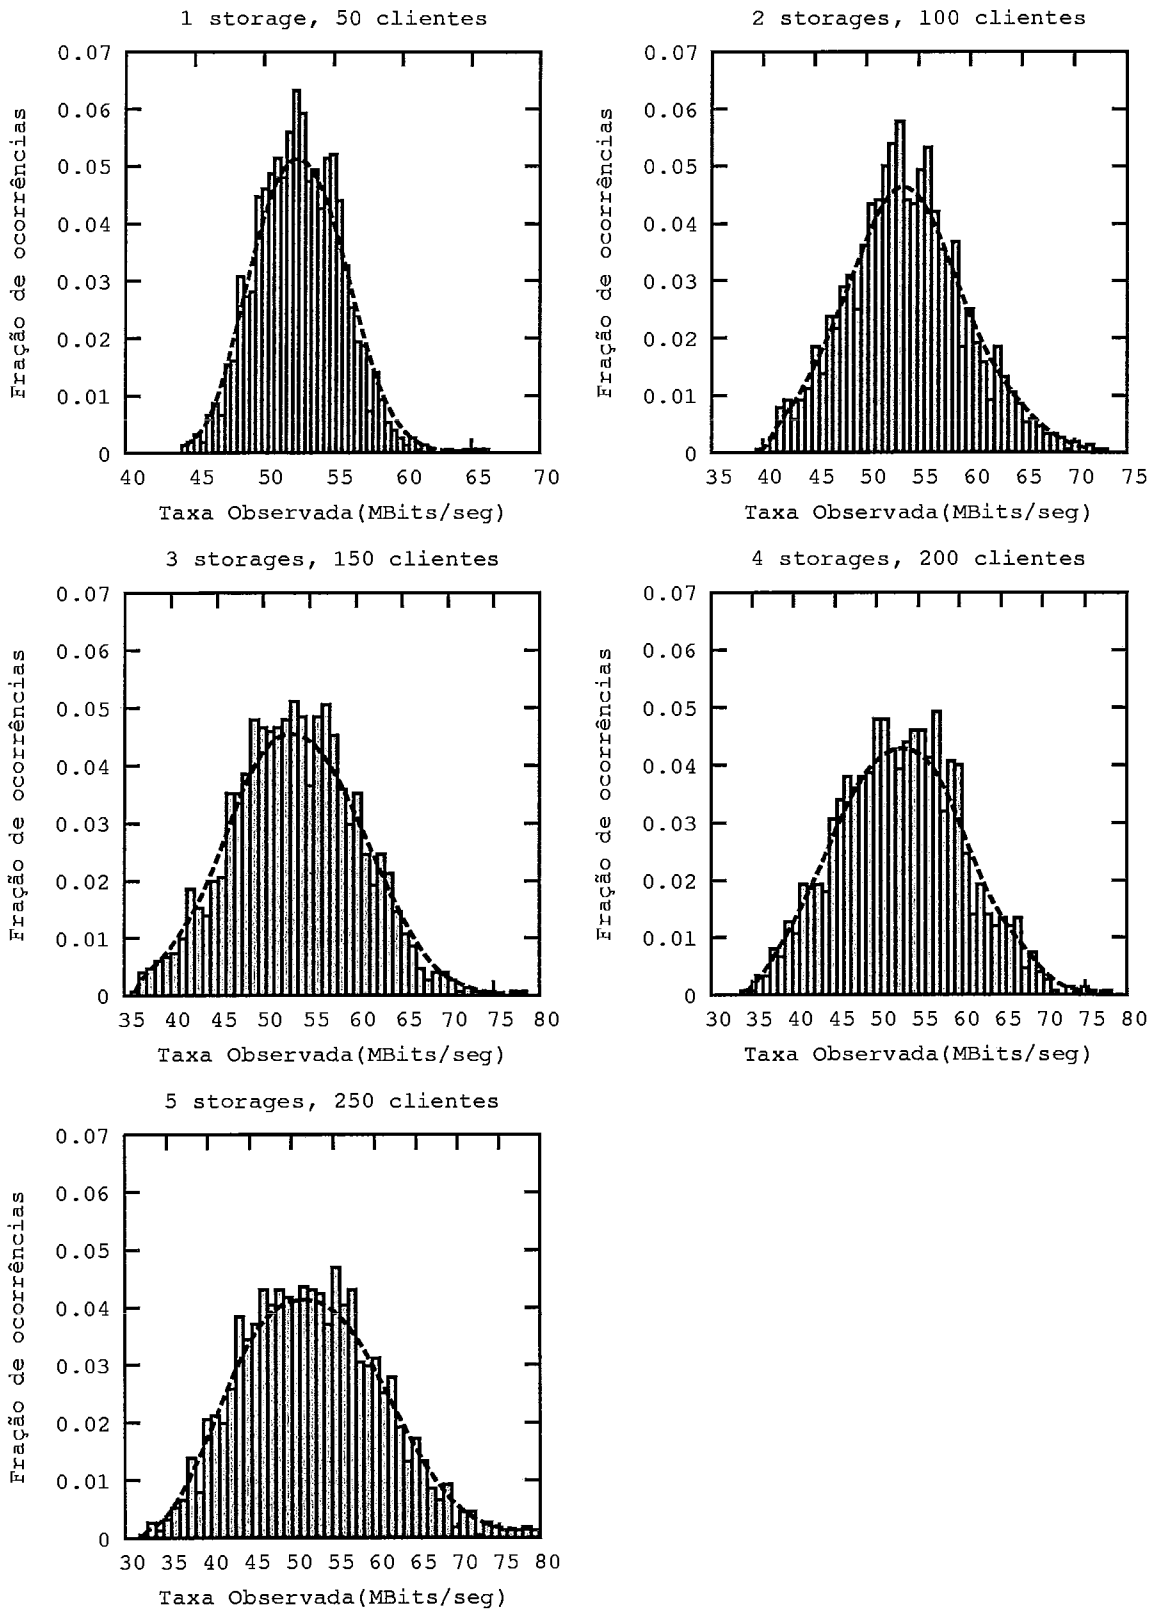 1 storage, 50 clientes
0.07
0.06
0.05
0.04
0.03
0.02
0.01
0
Fração de ocorrências
40 45 50 55 60 65 70
Taxa Observada(MBits/seg)
2 storages, 100 clientes
0.07
0.06
0.05
0.04
0.03
0.02
0.01
0
Fração de ocorrências
35 40 45 50 55 60 65 70 75
Taxa Observada(MBits/seg)
3 storages, 150 clientes
0.07
0.06
0.05
0.04
0.03
0.02
0.01
0
Fração de ocorrências
35 40 45 50 55 60 65 70 75 80
Taxa Observada(MBits/seg)
4 storages, 200 clientes
0.07
0.06
0.05
0.04
0.03
0.02
0.01
0
Fração de ocorrências
30 35 40 45 50 55 60 65 70 75 80
Taxa Observada(MBits/seg)
5 storages, 250 clientes
0.07
0.06
0.05
0.04
0.03
0.02
0.01
0
Fração de ocorrências
30 35 40 45 50 55 60 65 70 75 80
Taxa Observada(MBits/seg)